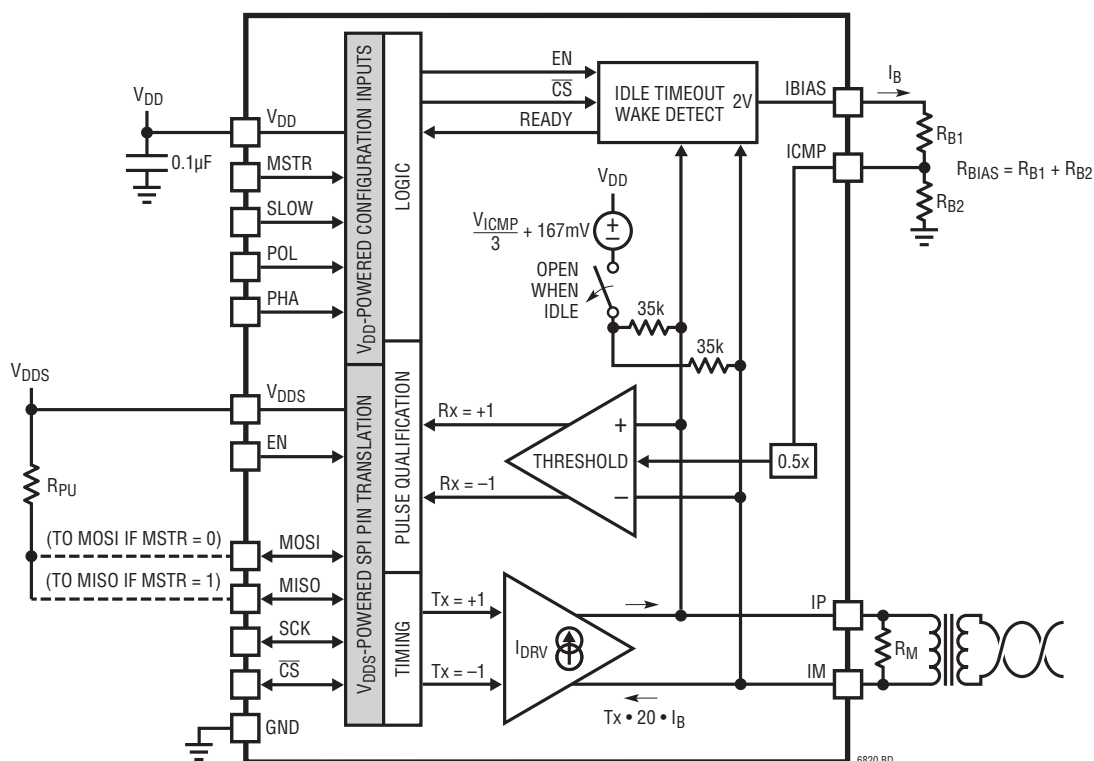 VDD
0.1µF
VDD
MSTR
SLOW
POL
PHA
VDDS
VDDS
EN
RPU
(TO MOSI IF MSTR = 0)
MOSI
(TO MISO IF MSTR = 1)
MISO
SCK
CS
GND
VDD-POWERED CONFIGURATION INPUTS
VDDS-POWERED SPI PIN TRANSLATION
LOGIC
PULSE QUALIFICATION
TIMING
EN
CS
READY
IDLE TIMEOUT
WAKE DETECT
2V
IBIAS
IB
ICMP
RB1
RBIAS = RB1 + RB2
RB2
VDD
VICMP
3
+ 167mV
+
−
OPEN
WHEN
IDLE
35k
35k
Rx = +1
Rx = −1
+
THRESHOLD
−
0.5x
Tx = +1
Tx = −1
IDRV
Tx • 20 • IB
IP
IM
RM
6820 BD